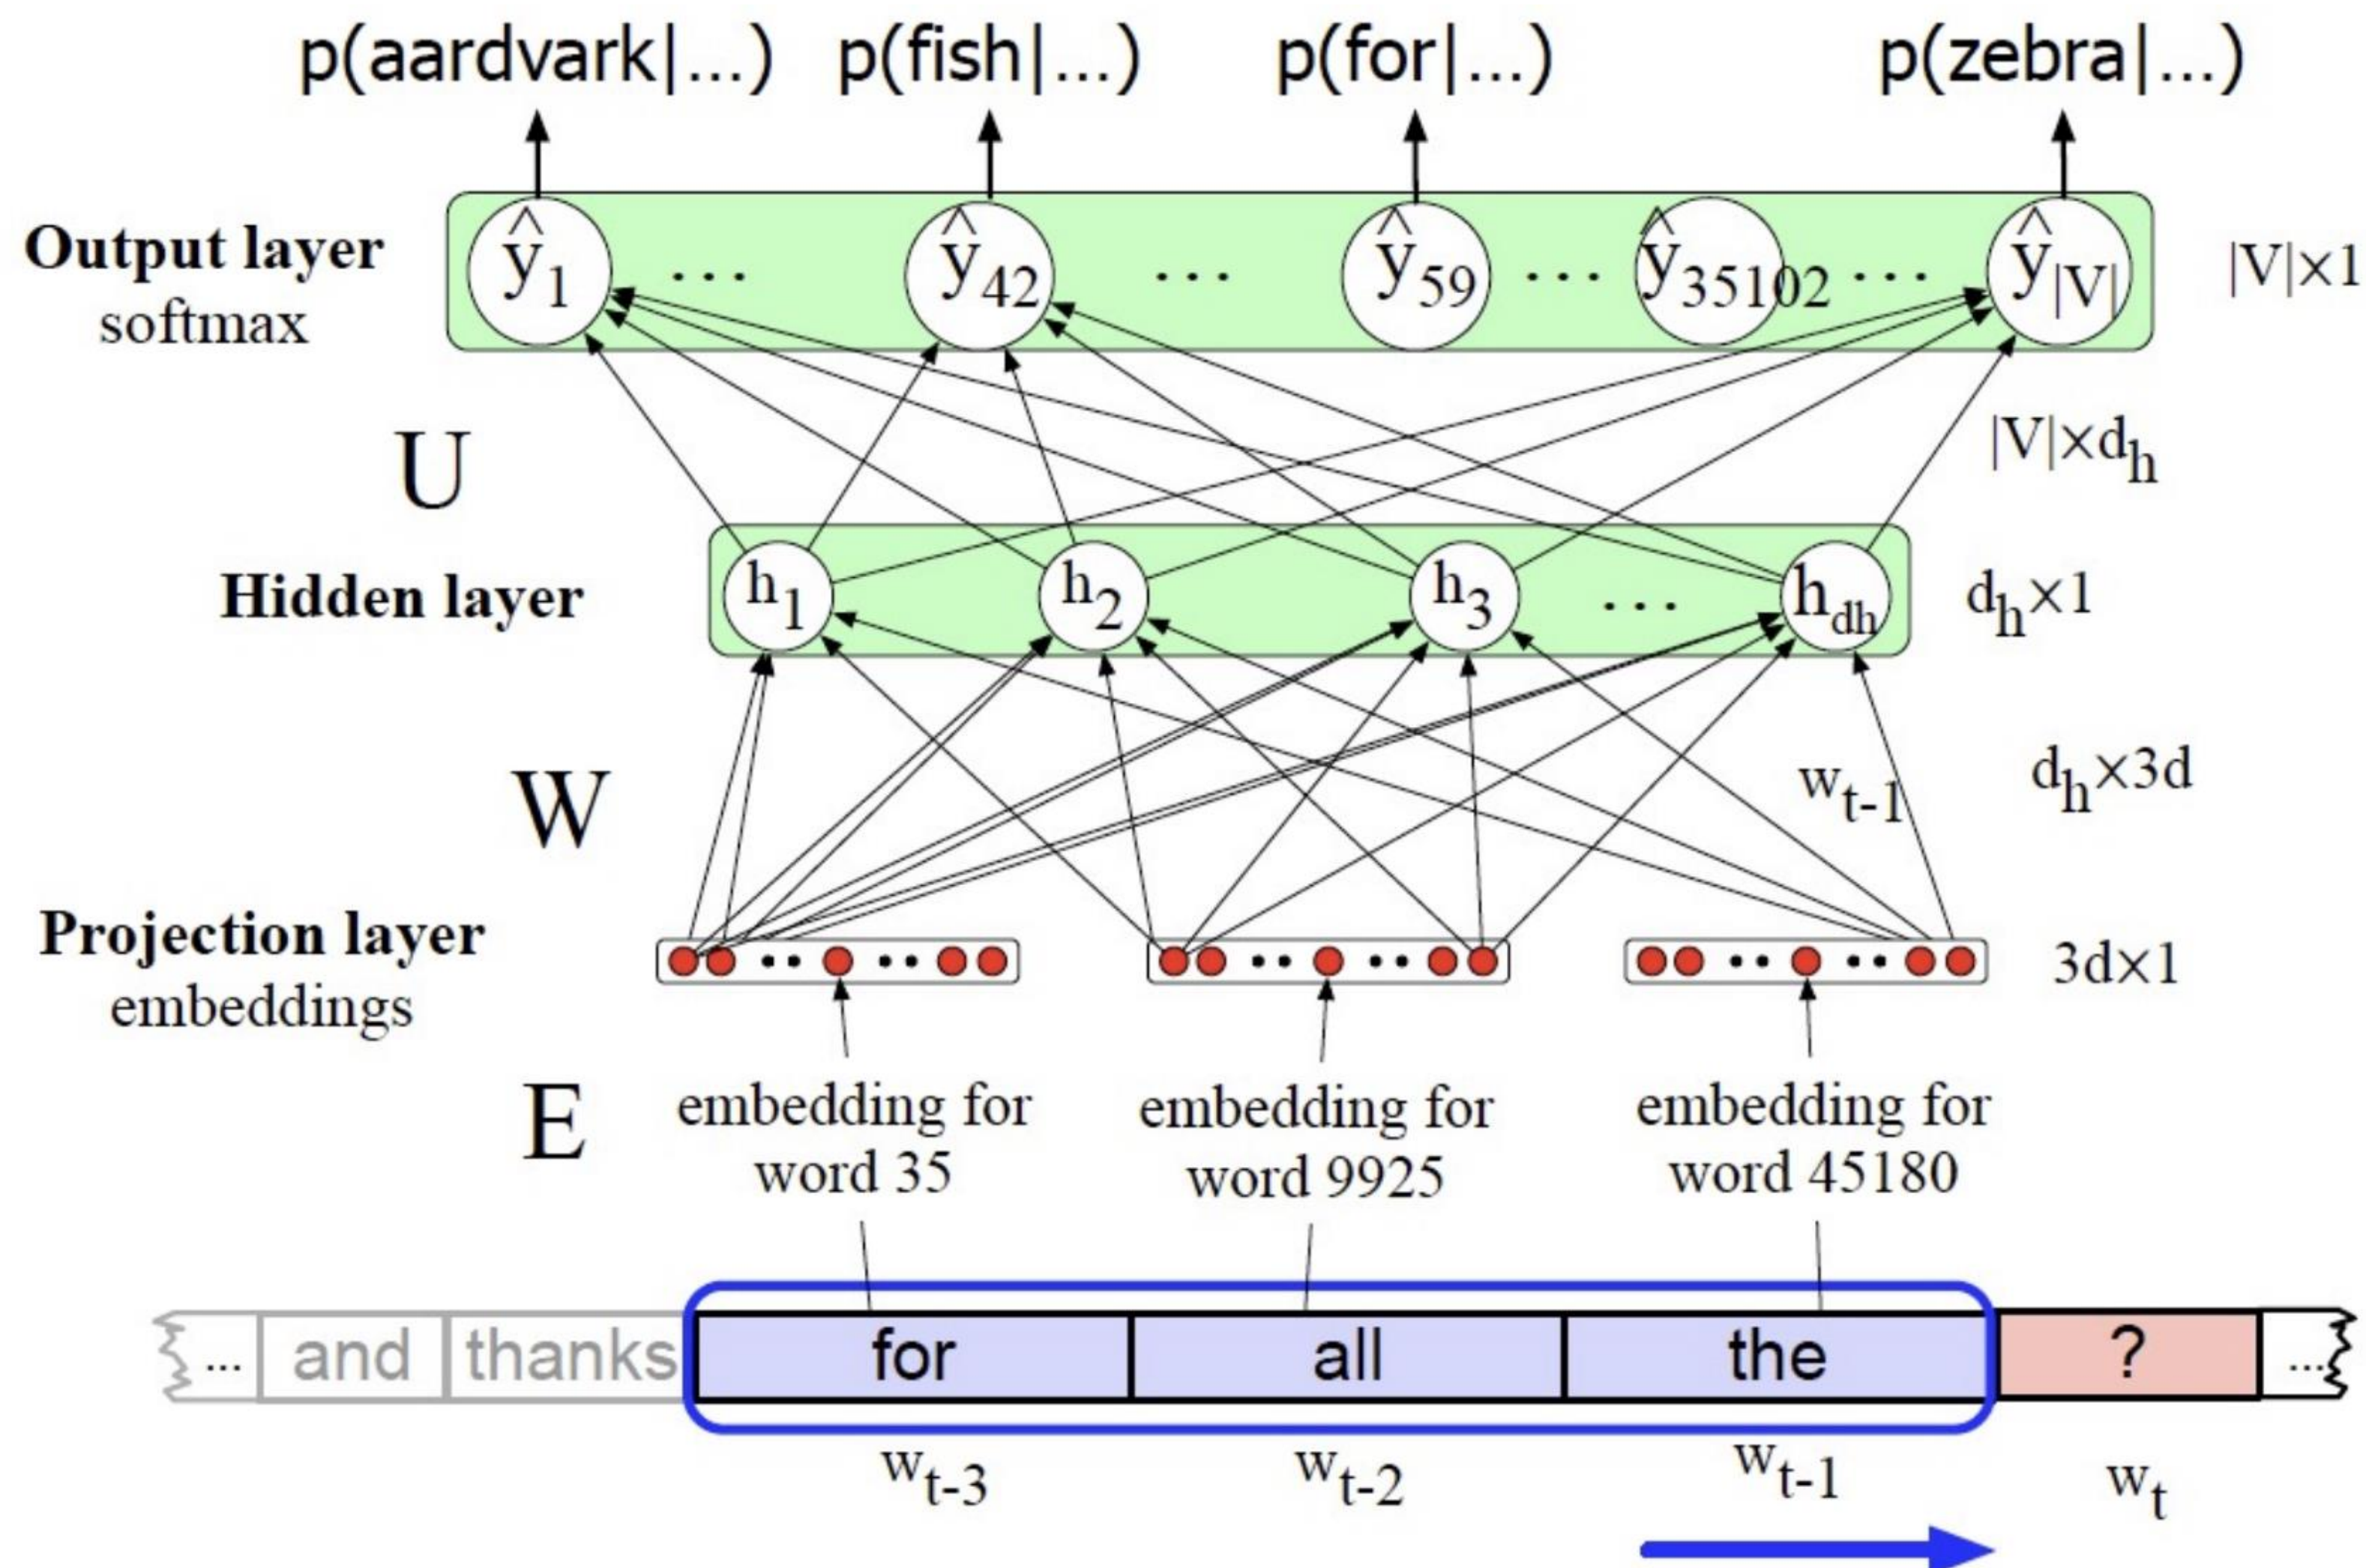 p(aardvark|...) p(fish|...) p(for|...) p(zebra|...)
Output layer
softmax
ŷ1 ... ŷ42 ... ŷ59 ... ŷ35102 ... ŷ|V|
|V|×1
U
|V|×dh
Hidden layer
h1 h2 h3 ... hdh
dh×1
W
wt-1
dh×3d
Projection layer
embeddings
3d×1
E
embedding for
word 35
embedding for
word 9925
embedding for
word 45180
... and thanks for all the ? ...
wt-3 wt-2 wt-1 wt